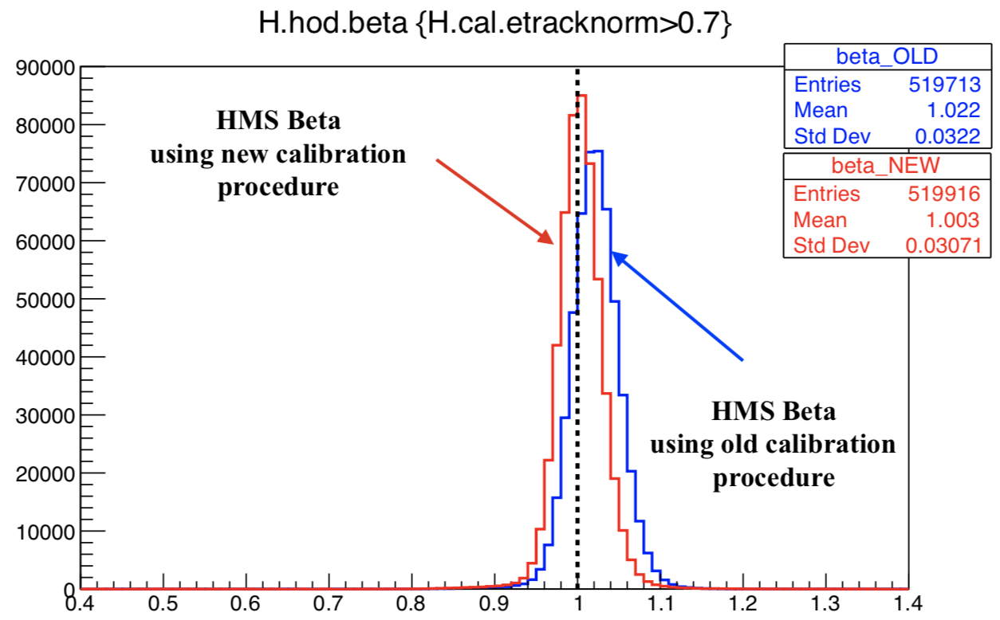 H.hod.beta {H.cal.etracknorm>0.7}
beta_OLD
Entries 519713
Mean 1.022
Std Dev 0.0322
beta_NEW
Entries 519916
Mean 1.003
Std Dev 0.03071
HMS Beta
using new calibration
procedure
HMS Beta
using old calibration
procedure
90000
80000
70000
60000
50000
40000
30000
20000
10000
0
0.4 0.5 0.6 0.7 0.8 0.9 1 1.1 1.2 1.3 1.4